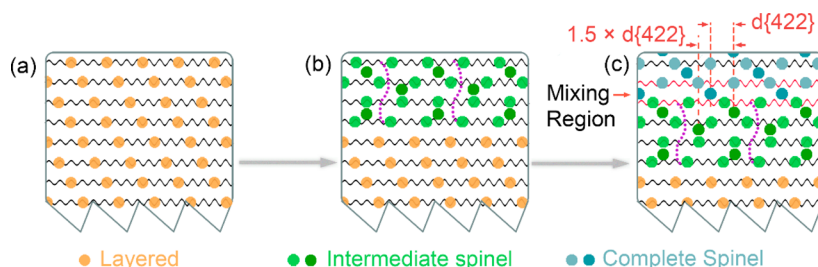 1.5 × d{422}
d{422}
(a)
(b)
(c)
Mixing
Region
Layered
Intermediate spinel
Complete Spinel